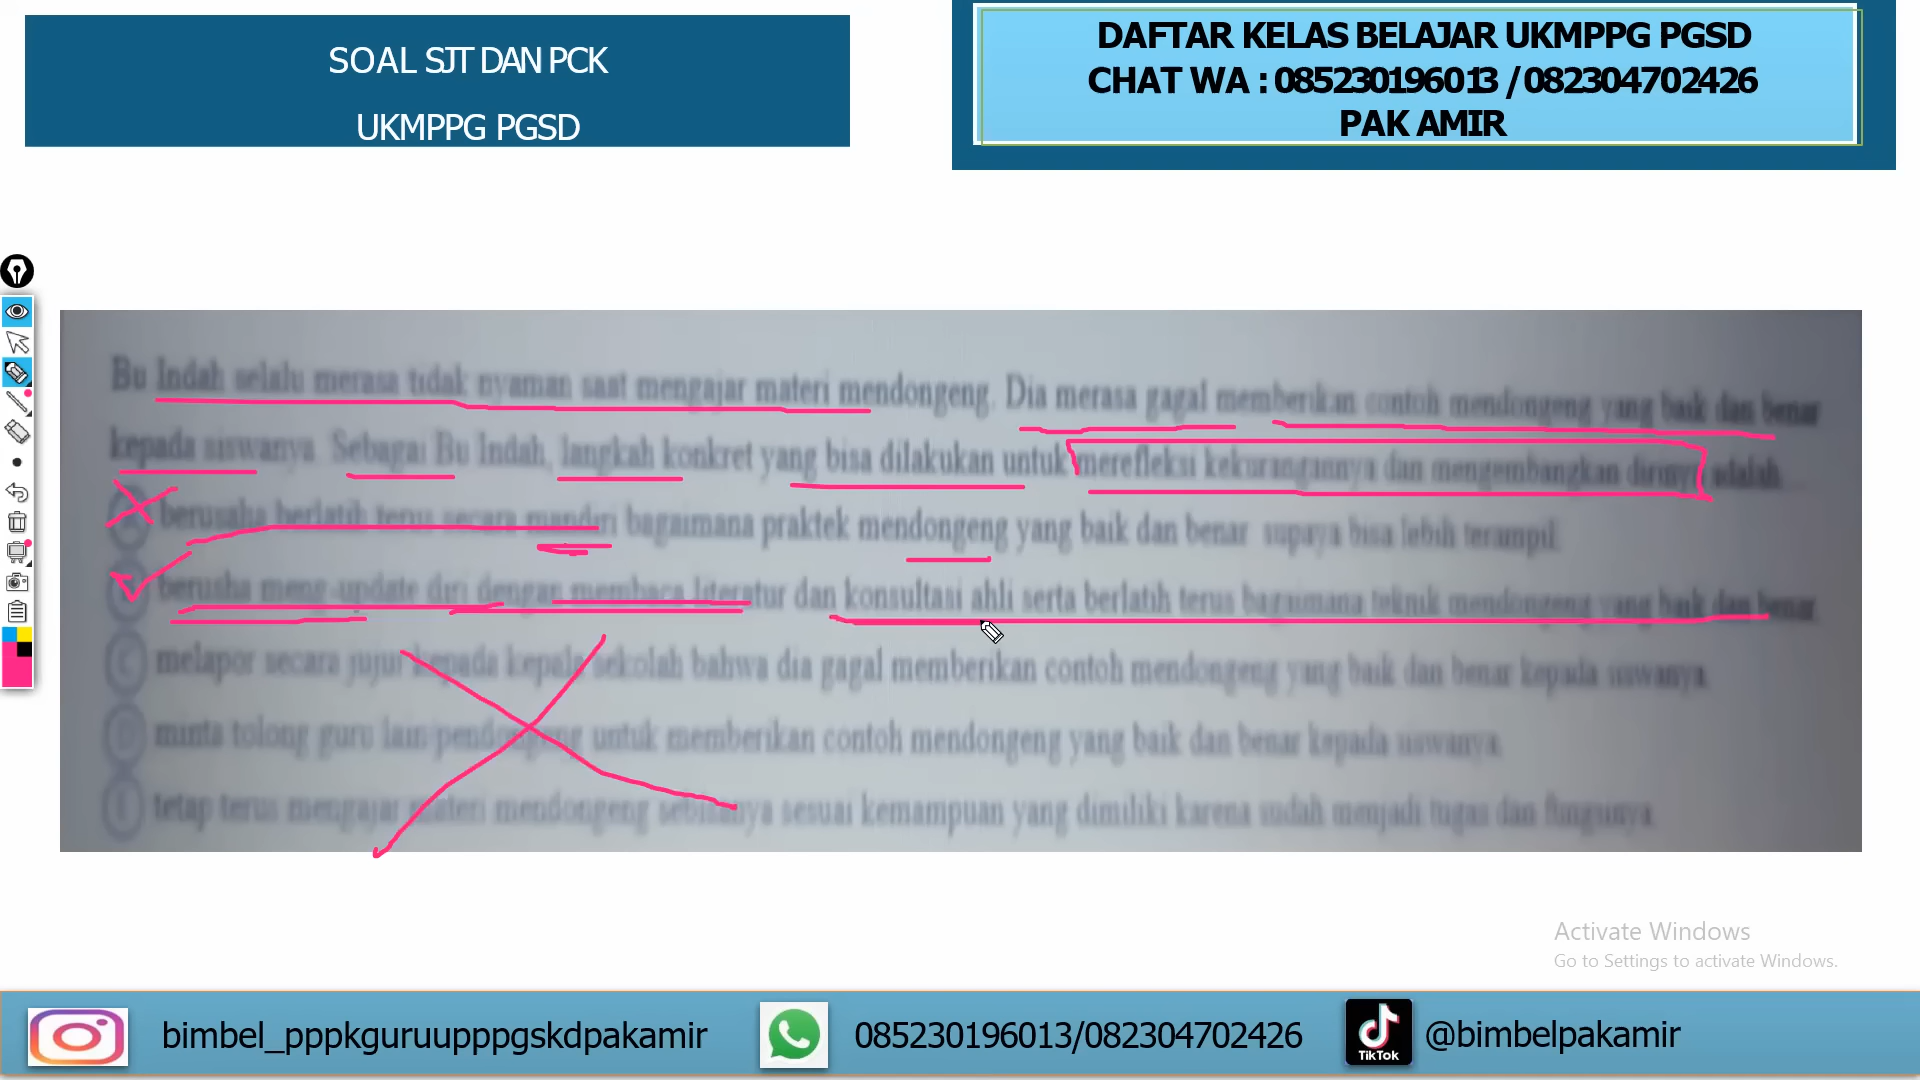 SOAL SJT DAN PCK
UKMPPG PGSD
DAFTAR KELAS BELAJAR UKMPPG PGSD
CHAT WA : 085230196013 / 082304702426
PAK AMIR
Bu Indah selalu merasa tidak nyaman saat mengajar materi mendongeng. Dia merasa gagal memberikan contoh mendongeng yang baik dan benar
kepada siswanya. Sebagai Bu Indah, langkah konkret yang bisa dilakukan untuk merefleksi kekurangannya dan mengembangkan dirinya adalah
berusaha berlatih terus secara mandiri bagaimana praktek mendongeng yang baik dan benar supaya bisa lebih terampil
berusha meng-update diri dengan membaca literatur dan konsultasi ahli serta berlatih terus bagaimana teknik mendongeng yang baik dan benar
C melapor secara jujur kepada kepala sekolah bahwa dia gagal memberikan contoh mendongeng yang baik dan benar kepada siswanya
D minta tolong guru lain/pendongeng untuk memberikan contoh mendongeng yang baik dan benar kepada siswanya
E tetap terus mengajar materi mendongeng sebisanya sesuai kemampuan yang dimiliki karena sudah menjadi tugas dan fungsinya
Activate Windows
Go to Settings to activate Windows.
bimbel_pppkguruupppgskdpakamir
085230196013/082304702426
TikTok
@bimbelpakamir